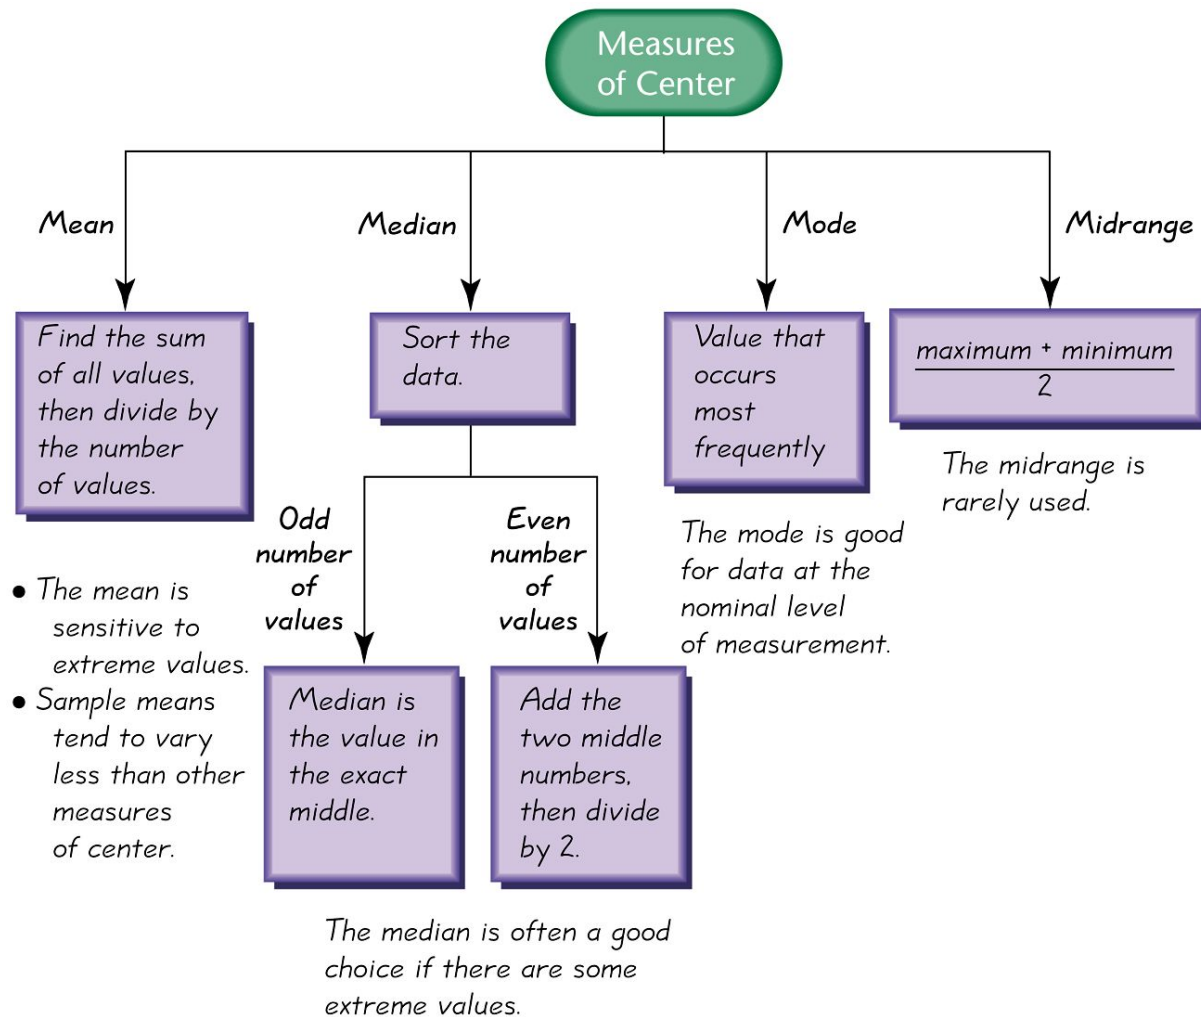 Measures
of Center
Mean
Median
Mode
Midrange
Find the sum
of all values,
then divide by
the number
of values.
Sort the
data.
Value that
occurs
most
frequently
maximum + minimum
2
The midrange is
rarely used.
The mode is good
for data at the
nominal level
of measurement.
Odd
number
of
values
Even
number
of
values
• The mean is
sensitive to
extreme values.
• Sample means
tend to vary
less than other
measures
of center.
Median is
the value in
the exact
middle.
Add the
two middle
numbers,
then divide
by 2.
The median is often a good
choice if there are some
extreme values.